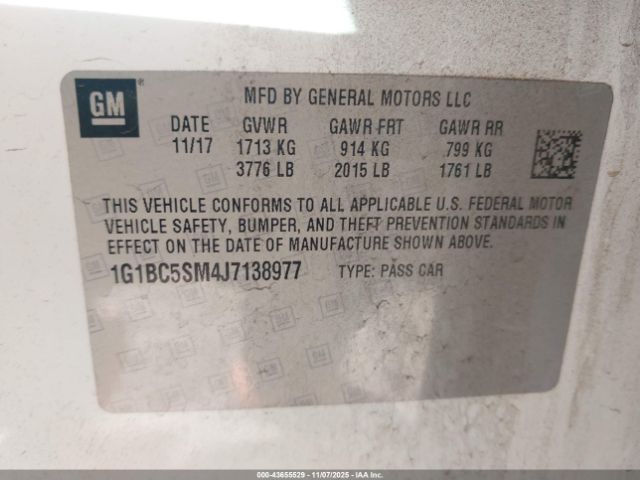 GM
MFD BY GENERAL MOTORS LLC
DATE GVWR GAWR FRT GAWR RR
11/17 1713 KG 914 KG 799 KG
3776 LB 2015 LB 1761 LB
THIS VEHICLE CONFORMS TO ALL APPLICABLE U.S. FEDERAL MOTOR
VEHICLE SAFETY, BUMPER, AND THEFT PREVENTION STANDARDS IN
EFFECT ON THE DATE OF MANUFACTURE SHOWN ABOVE.
1G1BC5SM4J7138977 TYPE: PASS CAR
000-43655529 - 11/07/2025 - IAAI.COM